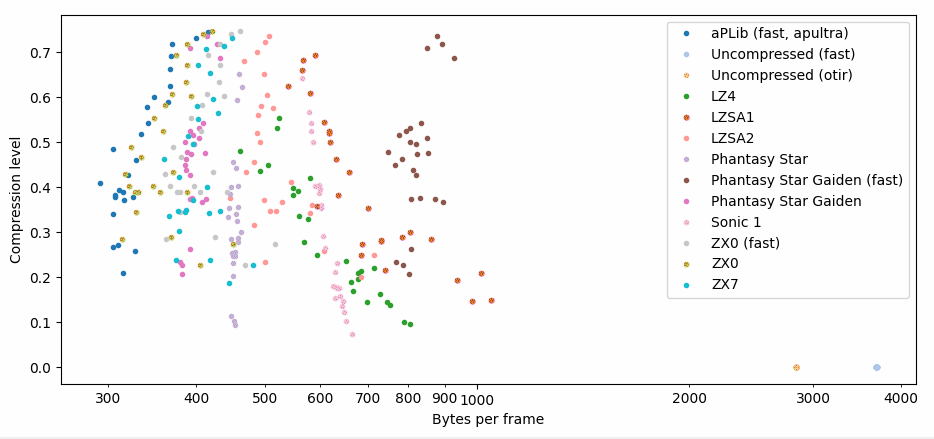 0.7
0.6
0.5
0.4
0.3
0.2
0.1
0.0
Compression level
aPLib (fast, apultra)
Uncompressed (fast)
Uncompressed (otir)
LZ4
LZSA1
LZSA2
Phantasy Star
Phantasy Star Gaiden (fast)
Phantasy Star Gaiden
Sonic 1
ZX0 (fast)
ZX0
ZX7
300 400 500 600 700 800 900 1000 2000 3000 4000
Bytes per frame